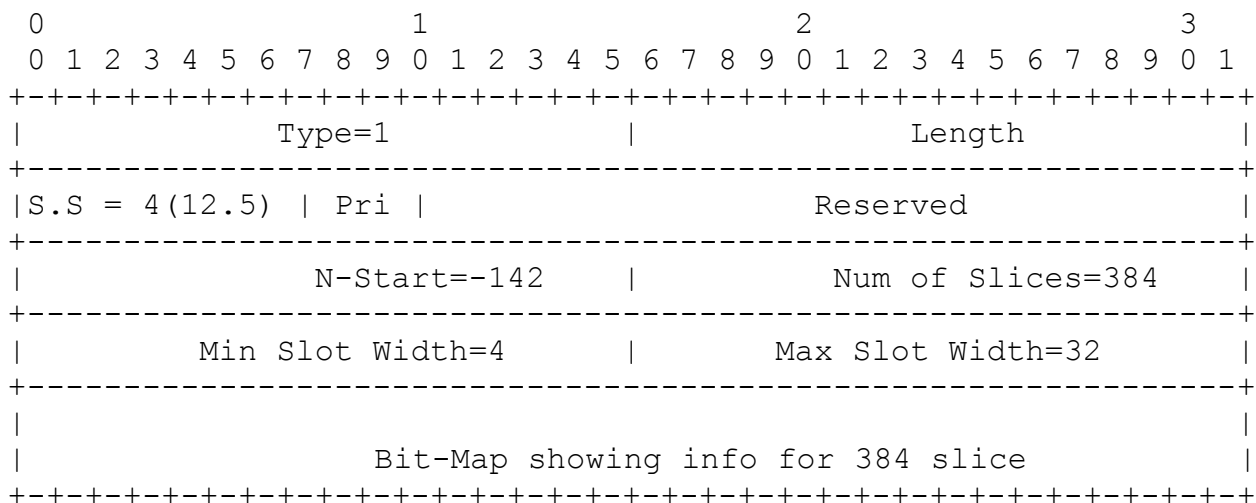 0                   1                   2                   3
 0 1 2 3 4 5 6 7 8 9 0 1 2 3 4 5 6 7 8 9 0 1 2 3 4 5 6 7 8 9 0 1
+-+-+-+-+-+-+-+-+-+-+-+-+-+-+-+-+-+-+-+-+-+-+-+-+-+-+-+-+-+-+-+-+
|             Type=1            |              Length           |
+---------------------------------------------------------------+
|S.S = 4(12.5) | Pri |                    Reserved              |
+---------------------------------------------------------------+
|               N-Start=-142    |          Num of Slices=384    |
+---------------------------------------------------------------+
|         Min Slot Width=4      |       Max Slot Width=32       |
+---------------------------------------------------------------+
|                                                               |
|                  Bit-Map showing info for 384 slice           |
+-+-+-+-+-+-+-+-+-+-+-+-+-+-+-+-+-+-+-+-+-+-+-+-+-+-+-+-+-+-+-+-+